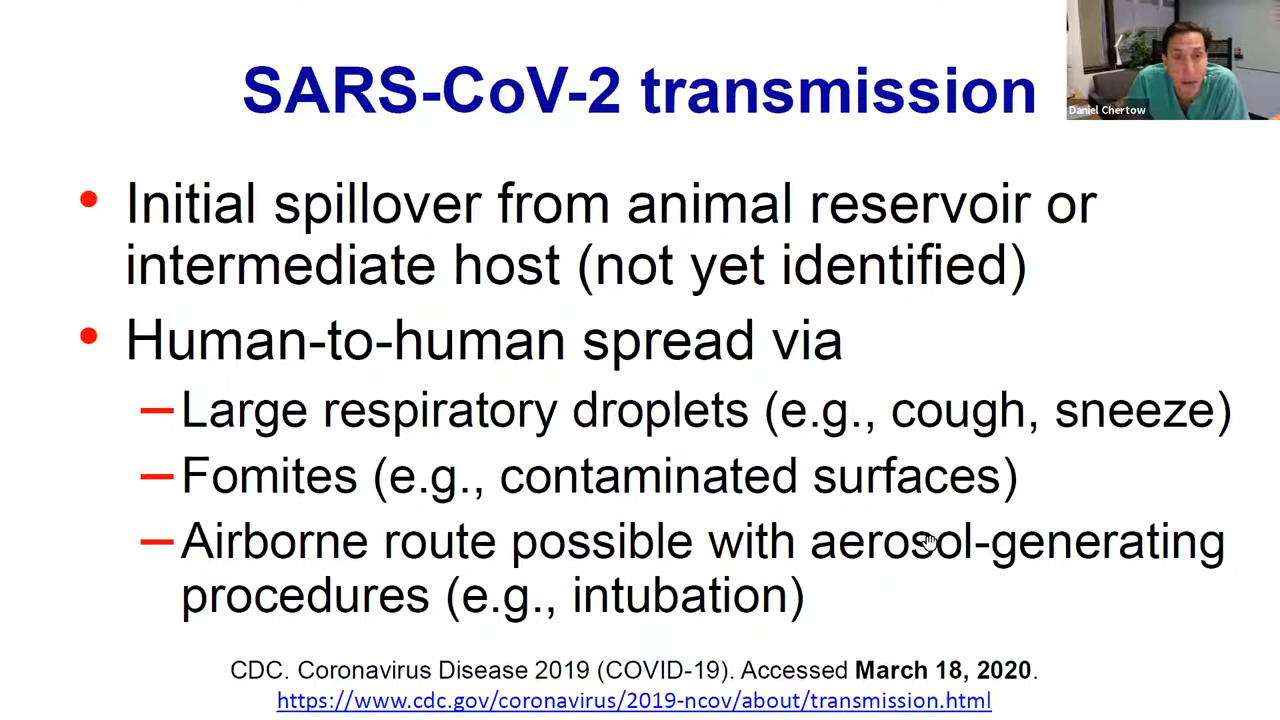 SARS-CoV-2 transmission
Daniel Chertow
• Initial spillover from animal reservoir or
intermediate host (not yet identified)
• Human-to-human spread via
– Large respiratory droplets (e.g., cough, sneeze)
– Fomites (e.g., contaminated surfaces)
– Airborne route possible with aerosol-generating
procedures (e.g., intubation)
CDC. Coronavirus Disease 2019 (COVID-19). Accessed March 18, 2020.
https://www.cdc.gov/coronavirus/2019-ncov/about/transmission.html